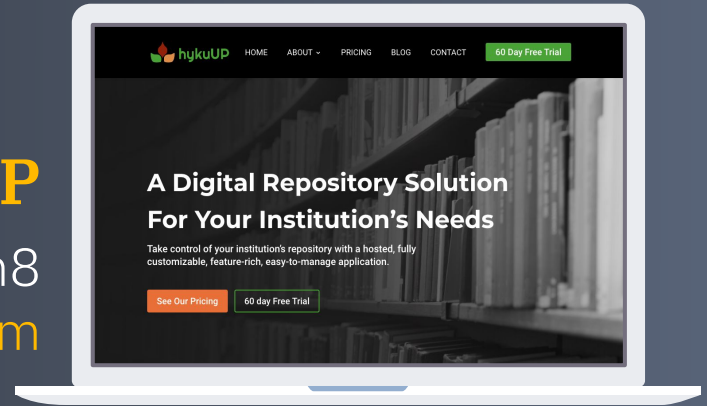 hykuUP HOME ABOUT PRICING BLOG CONTACT 60 Day Free Trial
A Digital Repository Solution
For Your Institution's Needs
Take control of your institution's repository with a hosted, fully
customizable, feature-rich, easy-to-manage application.
See Our Pricing 60 day Free Trial
P
n8
m